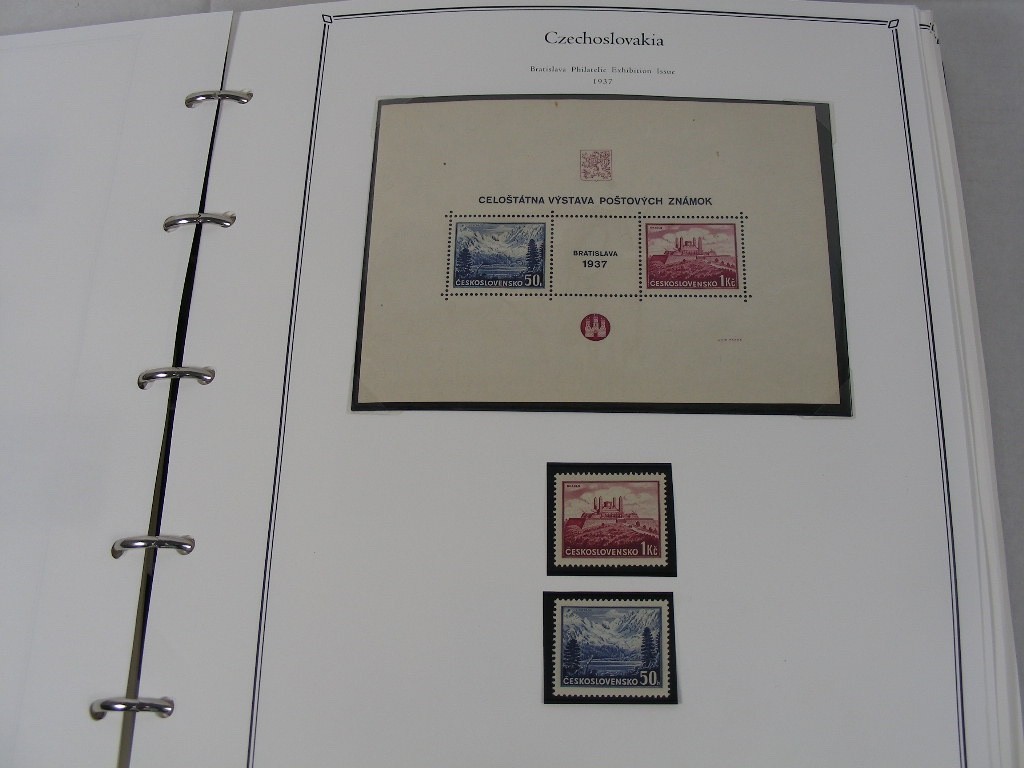 Czechoslovakia
Bratislava Philatelic Exhibition Issue
1937
CELOŠTÁTNA VÝSTAVA POŠTOVÝCH ZNÁMOK
ČESKOSLOVENSKO 50h
BRATISLAVA
1937
ČESKOSLOVENSKO 1Kč
ČESKOSLOVENSKO 1Kč
ČESKOSLOVENSKO 50h